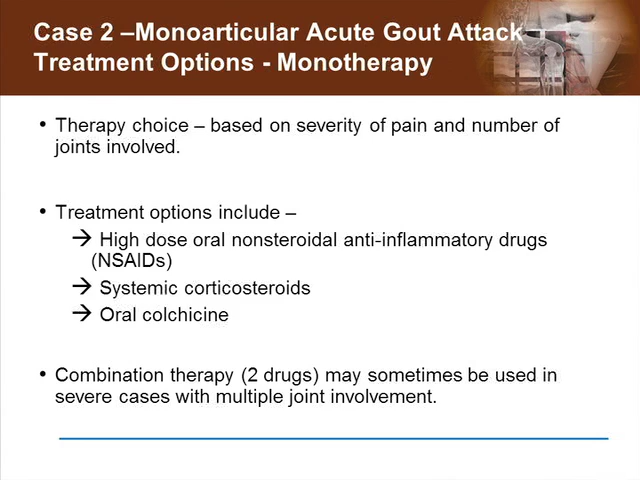 Case 2 –Monoarticular Acute Gout Attack
Treatment Options - Monotherapy
• Therapy choice – based on severity of pain and number of
joints involved.
• Treatment options include –
→ High dose oral nonsteroidal anti-inflammatory drugs
(NSAIDs)
→ Systemic corticosteroids
→ Oral colchicine
• Combination therapy (2 drugs) may sometimes be used in
severe cases with multiple joint involvement.